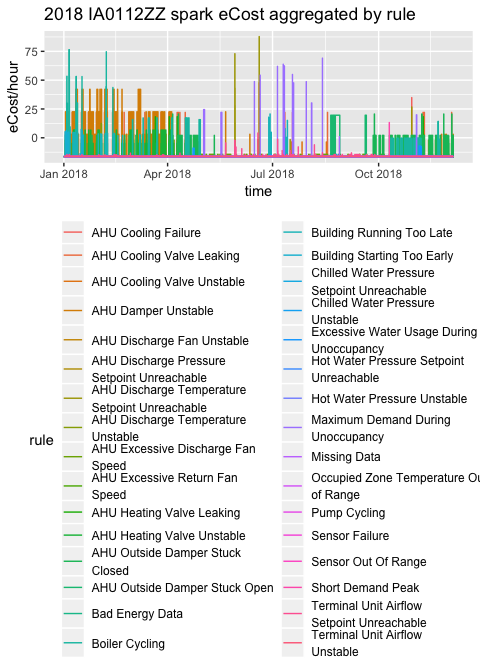 2018 IA0112ZZ spark eCost aggregated by rule
eCost/hour
75
50
25
0
Jan 2018
Apr 2018
Jul 2018
Oct 2018
time
rule
AHU Cooling Failure
AHU Cooling Valve Leaking
AHU Cooling Valve Unstable
AHU Damper Unstable
AHU Discharge Fan Unstable
AHU Discharge Pressure
Setpoint Unreachable
AHU Discharge Temperature
Setpoint Unreachable
AHU Discharge Temperature
Unstable
AHU Excessive Discharge Fan
Speed
AHU Excessive Return Fan
Speed
AHU Heating Valve Leaking
AHU Heating Valve Unstable
AHU Outside Damper Stuck
Closed
AHU Outside Damper Stuck Open
Bad Energy Data
Boiler Cycling
Building Running Too Late
Building Starting Too Early
Chilled Water Pressure
Setpoint Unreachable
Chilled Water Pressure
Unstable
Excessive Water Usage During
Unoccupancy
Hot Water Pressure Setpoint
Unreachable
Hot Water Pressure Unstable
Maximum Demand During
Unoccupancy
Missing Data
Occupied Zone Temperature Ou
of Range
Pump Cycling
Sensor Failure
Sensor Out Of Range
Short Demand Peak
Terminal Unit Airflow
Setpoint Unreachable
Terminal Unit Airflow
Unstable